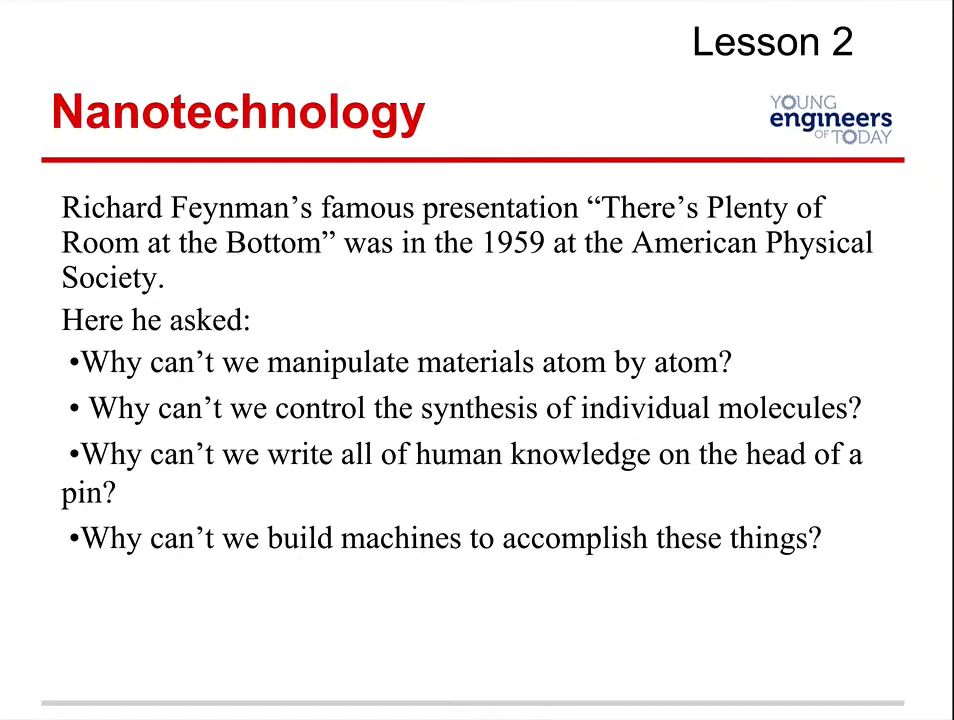 Lesson 2
Nanotechnology
YOUNG
engineers
OF TODAY
Richard Feynman’s famous presentation “There’s Plenty of
Room at the Bottom” was in the 1959 at the American Physical
Society.
Here he asked:
•Why can’t we manipulate materials atom by atom?
• Why can’t we control the synthesis of individual molecules?
•Why can’t we write all of human knowledge on the head of a
pin?
•Why can’t we build machines to accomplish these things?